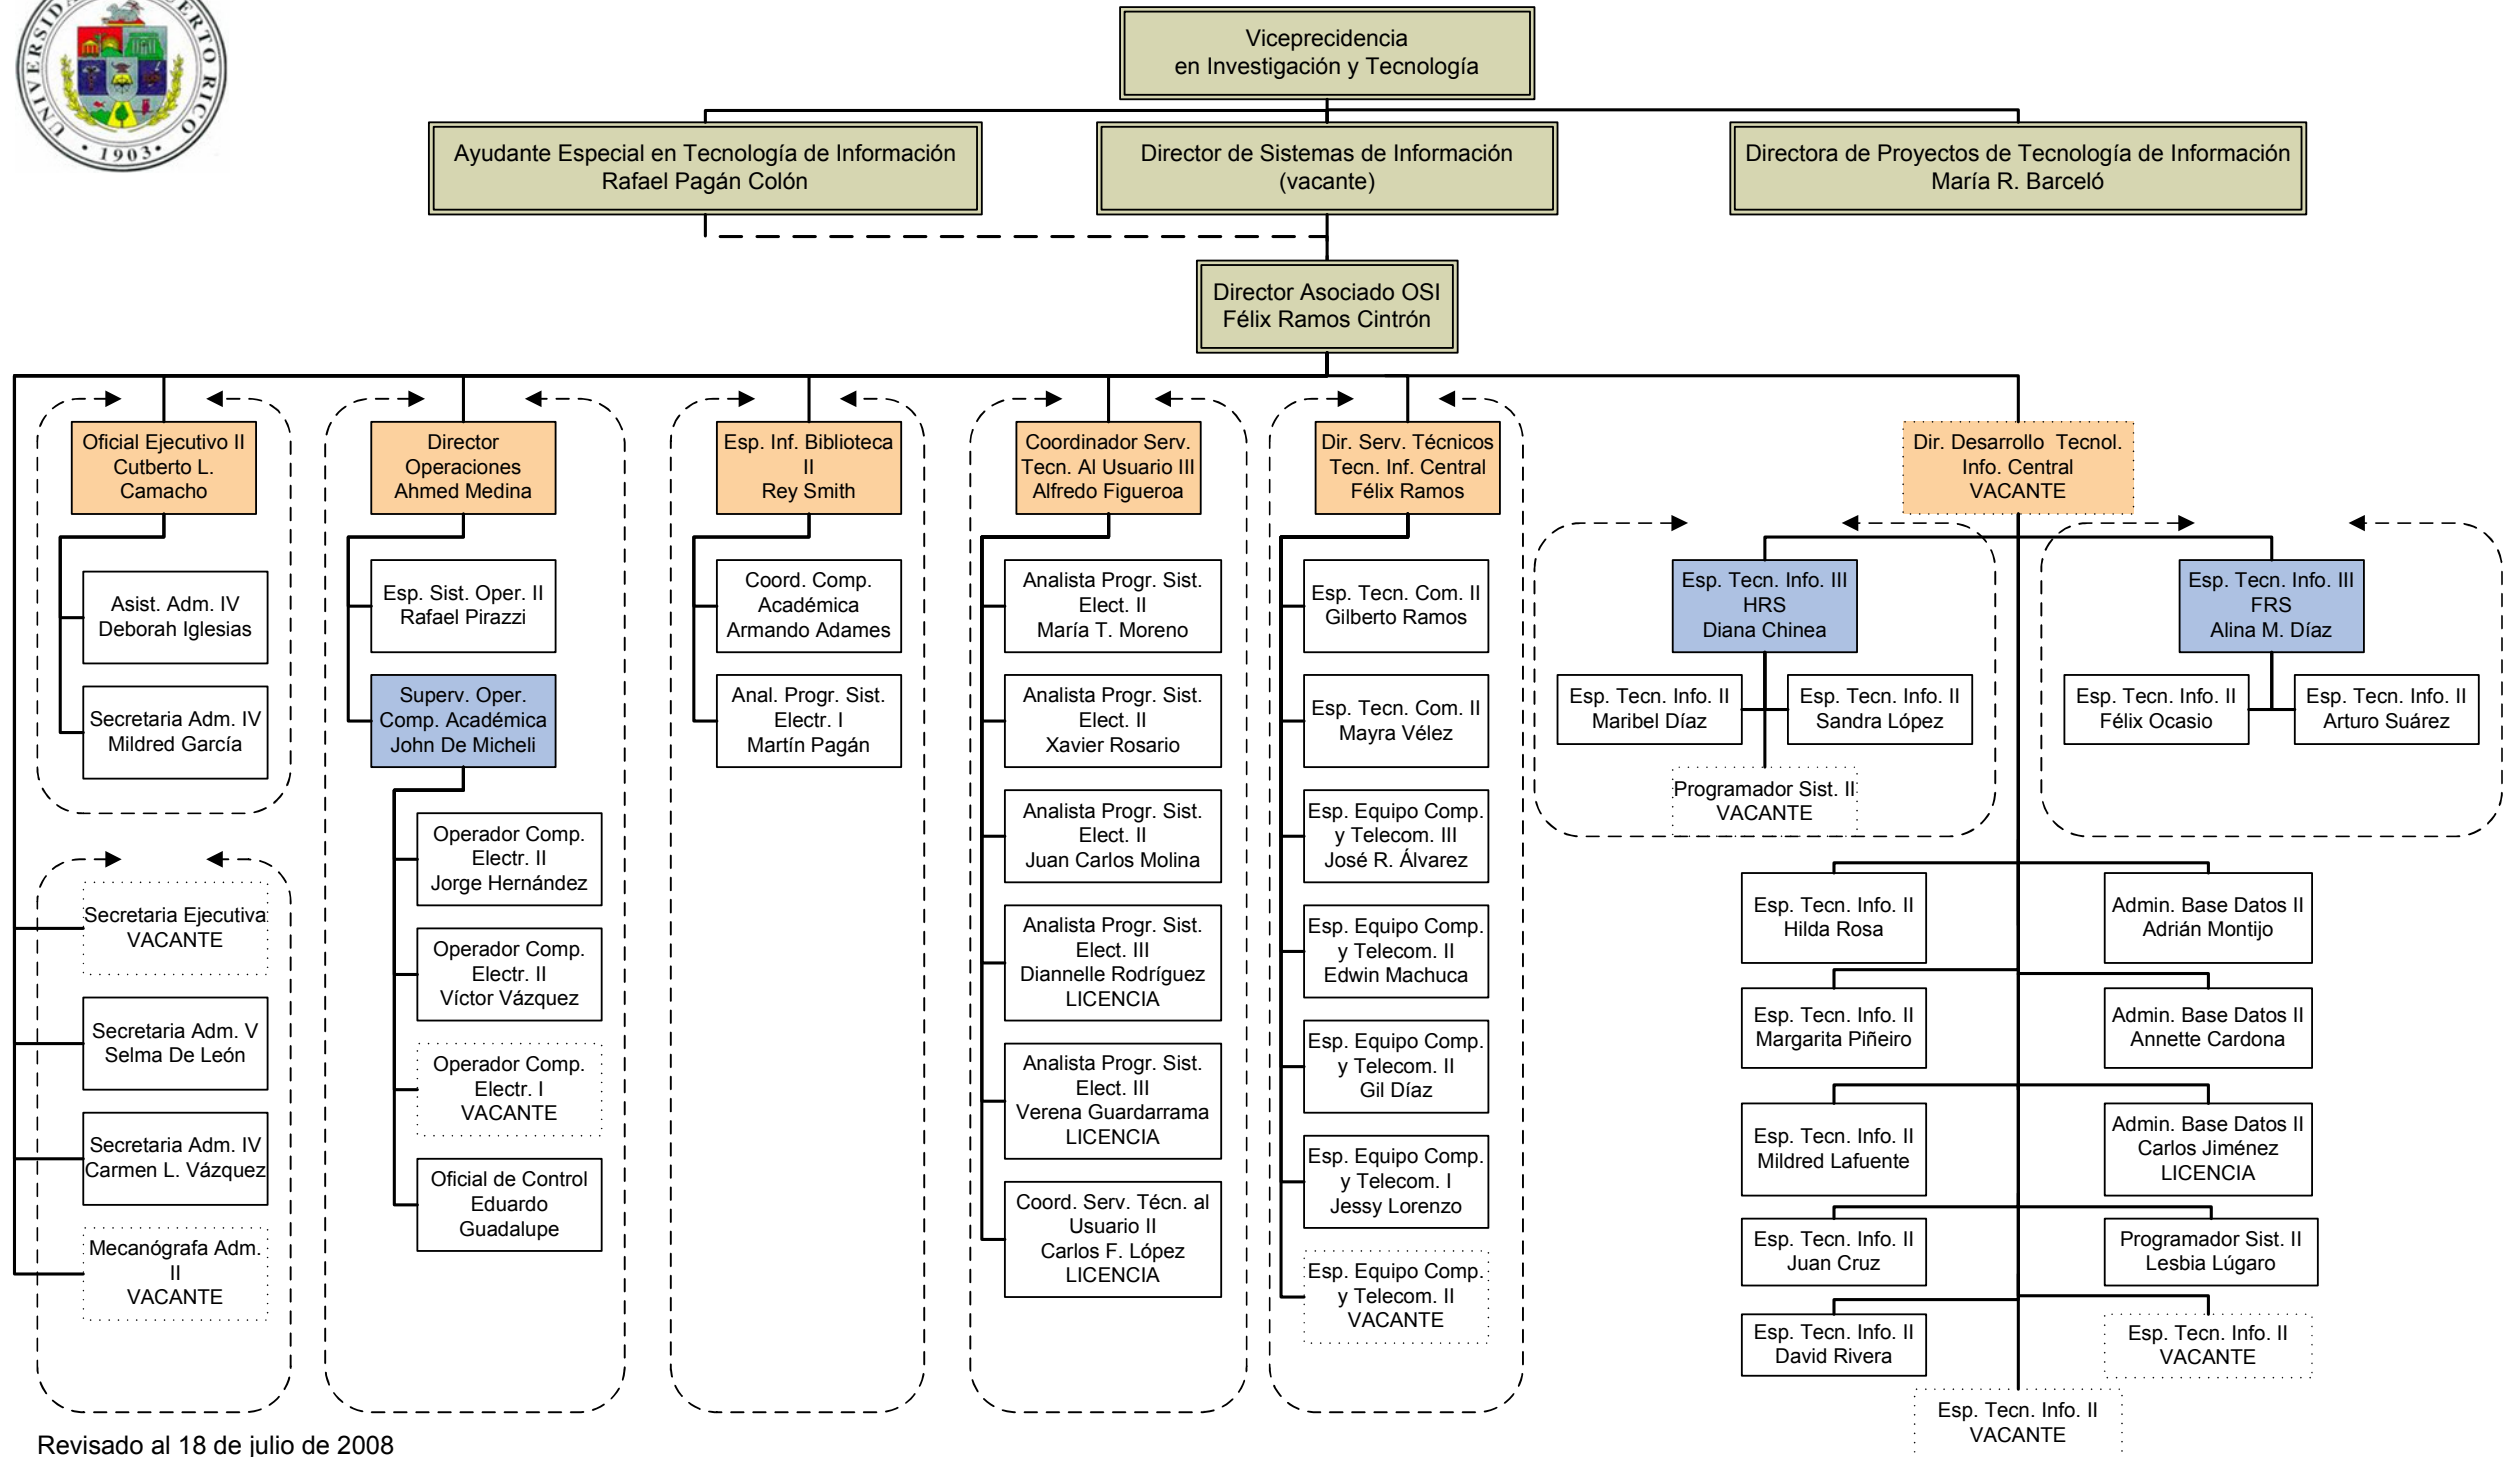 UNIVERSIDAD
PUERTO RICO
• 1903 •
Viceprecidencia
en Investigación y Tecnología
Ayudante Especial en Tecnología de Información
Rafael Pagán Colón
Director de Sistemas de Información
(vacante)
Directora de Proyectos de Tecnología de Información
María R. Barceló
Director Asociado OSI
Félix Ramos Cintrón
Oficial Ejecutivo II
Cutberto L.
Camacho
Asist. Adm. IV
Deborah Iglesias
Secretaria Adm. IV
Mildred García
Secretaria Ejecutiva
VACANTE
Secretaria Adm. V
Selma De León
Secretaria Adm. IV
Carmen L. Vázquez
Mecanógrafa Adm.
II
VACANTE
Director
Operaciones
Ahmed Medina
Esp. Sist. Oper. II
Rafael Pirazzi
Superv. Oper.
Comp. Académica
John De Micheli
Operador Comp.
Electr. II
Jorge Hernández
Operador Comp.
Electr. II
Víctor Vázquez
Operador Comp.
Electr. I
VACANTE
Oficial de Control
Eduardo
Guadalupe
Esp. Inf. Biblioteca
II
Rey Smith
Coord. Comp.
Académica
Armando Adames
Anal. Progr. Sist.
Electr. I
Martín Pagán
Coordinador Serv.
Tecn. Al Usuario III
Alfredo Figueroa
Analista Progr. Sist.
Elect. II
María T. Moreno
Analista Progr. Sist.
Elect. II
Xavier Rosario
Analista Progr. Sist.
Elect. II
Juan Carlos Molina
Analista Progr. Sist.
Elect. III
Diannelle Rodríguez
LICENCIA
Analista Progr. Sist.
Elect. III
Verena Guardarrama
LICENCIA
Coord. Serv. Técn. al
Usuario II
Carlos F. López
LICENCIA
Dir. Serv. Técnicos
Tecn. Inf. Central
Félix Ramos
Esp. Tecn. Com. II
Gilberto Ramos
Esp. Tecn. Com. II
Mayra Vélez
Esp. Equipo Comp.
y Telecom. III
José R. Álvarez
Esp. Equipo Comp.
y Telecom. II
Edwin Machuca
Esp. Equipo Comp.
y Telecom. II
Gil Díaz
Esp. Equipo Comp.
y Telecom. I
Jessy Lorenzo
Esp. Equipo Comp.
y Telecom. II
VACANTE
Dir. Desarrollo Tecnol.
Info. Central
VACANTE
Esp. Tecn. Info. III
HRS
Diana Chinea
Esp. Tecn. Info. II
Maribel Díaz
Esp. Tecn. Info. II
Sandra López
Programador Sist. II
VACANTE
Esp. Tecn. Info. III
FRS
Alina M. Díaz
Esp. Tecn. Info. II
Félix Ocasio
Esp. Tecn. Info. II
Arturo Suárez
Esp. Tecn. Info. II
Hilda Rosa
Admin. Base Datos II
Adrián Montijo
Esp. Tecn. Info. II
Margarita Piñeiro
Admin. Base Datos II
Annette Cardona
Esp. Tecn. Info. II
Mildred Lafuente
Admin. Base Datos II
Carlos Jiménez
LICENCIA
Esp. Tecn. Info. II
Juan Cruz
Programador Sist. II
Lesbia Lúgaro
Esp. Tecn. Info. II
David Rivera
Esp. Tecn. Info. II
VACANTE
Esp. Tecn. Info. II
VACANTE
Revisado al 18 de julio de 2008